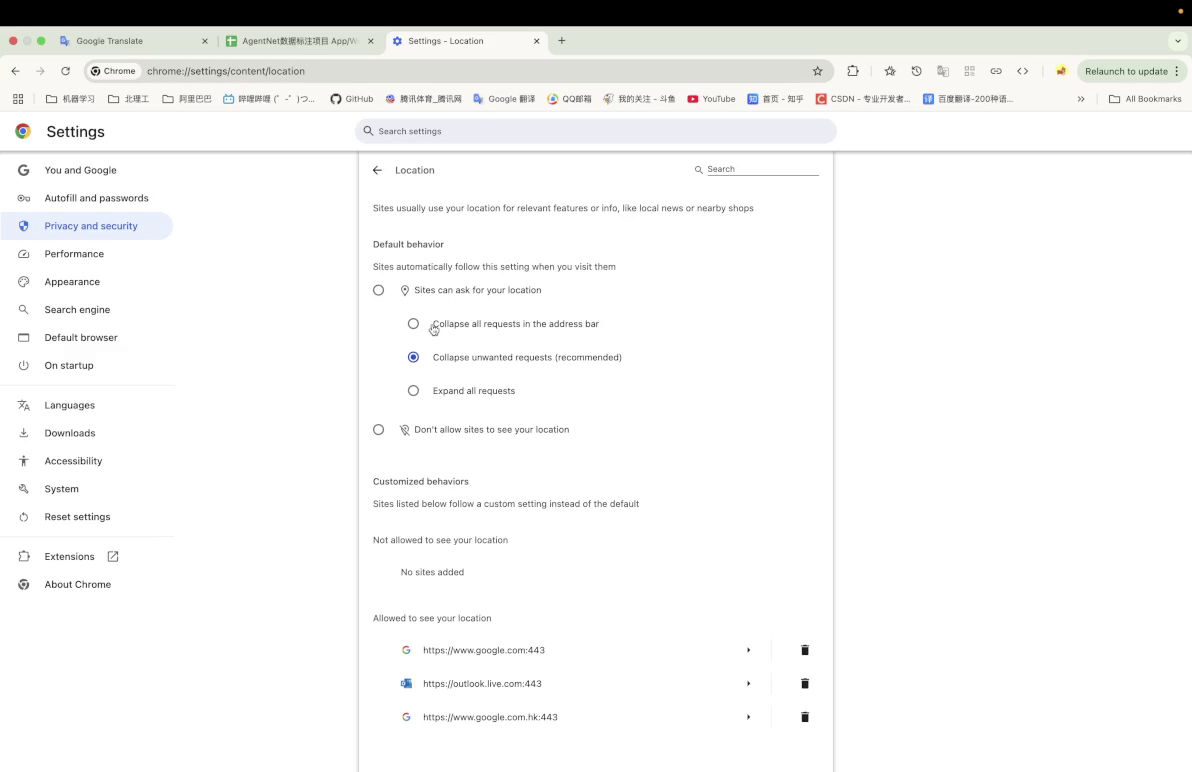 Google Translate
AgentNet数据标注项目 App/W
Settings - Location
Chrome
chrome://settings/content/location
Relaunch to update
机器学习
北理工
阿里巴巴
哔哩哔哩 (゜-゜)つ...
GitHub
腾讯体育_腾讯网
Google 翻译
QQ邮箱
我的关注 - 斗鱼
YouTube
首页 - 知乎
CSDN - 专业开发者...
百度翻译-200种语...
All Bookmarks
Settings
Search settings
You and Google
Autofill and passwords
Privacy and security
Performance
Appearance
Search engine
Default browser
On startup
Languages
Downloads
Accessibility
System
Reset settings
Extensions
About Chrome
Location
Search
Sites usually use your location for relevant features or info, like local news or nearby shops
Default behavior
Sites automatically follow this setting when you visit them
Sites can ask for your location
Collapse all requests in the address bar
Collapse unwanted requests (recommended)
Expand all requests
Don't allow sites to see your location
Customized behaviors
Sites listed below follow a custom setting instead of the default
Not allowed to see your location
No sites added
Allowed to see your location
https://www.google.com:443
https://outlook.live.com:443
https://www.google.com.hk:443